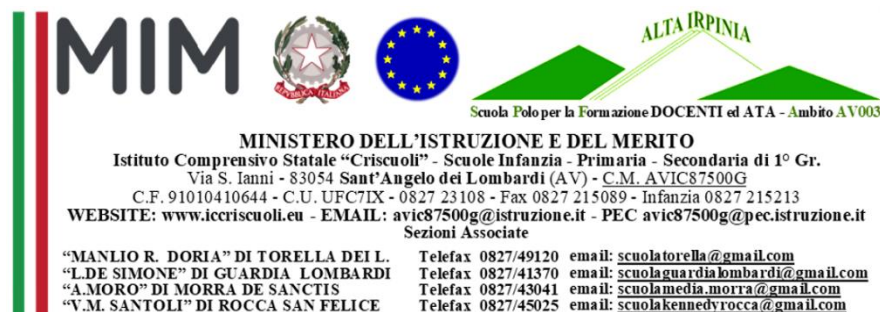 MIM
REPVBBLICA ITALIANA
ALTA IRPINIA
Scuola Polo per la Formazione DOCENTI ed ATA - Ambito AV003
MINISTERO DELL'ISTRUZIONE E DEL MERITO
Istituto Comprensivo Statale “Criscuoli” - Scuole Infanzia - Primaria - Secondaria di 1° Gr.
Via S. Ianni - 83054 Sant’Angelo dei Lombardi (AV) - C.M. AVIC87500G
C.F. 91010410644 - C.U. UFC7IX - 0827 23108 - Fax 0827 215089 - Infanzia 0827 215213
WEBSITE: www.iccriscuoli.eu - EMAIL: avic87500g@istruzione.it - PEC avic87500g@pec.istruzione.it
Sezioni Associate
“MANLIO R. DORIA” DI TORELLA DEI L. Telefax 0827/49120 email: scuolatorella@gmail.com
“L.DE SIMONE” DI GUARDIA LOMBARDI Telefax 0827/41370 email: scuolaguardialombardi@gmail.com
“A.MORO” DI MORRA DE SANCTIS Telefax 0827/43041 email: scuolamedia.morra@gmail.com
“V.M. SANTOLI” DI ROCCA SAN FELICE Telefax 0827/45025 email: scuolakennedyrocca@gmail.com